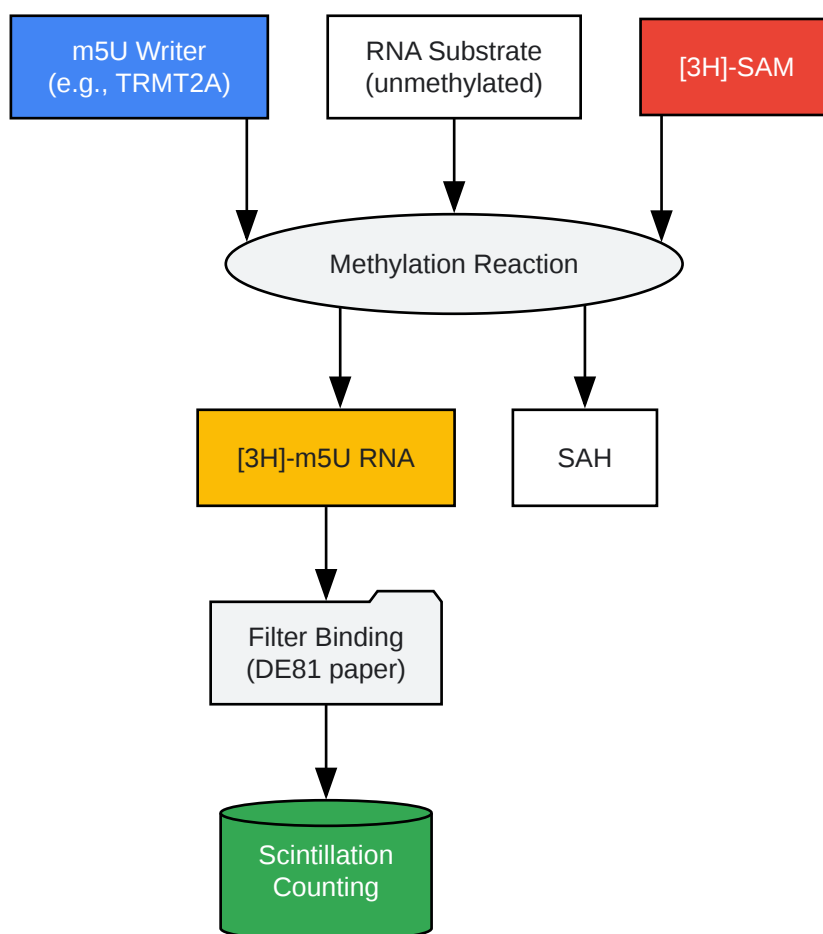 m5U Writer
(e.g., TRMT2A)
RNA Substrate
(unmethylated)
[3H]-SAM
Methylation Reaction
[3H]-m5U RNA
SAH
Filter Binding
(DE81 paper)
Scintillation
Counting